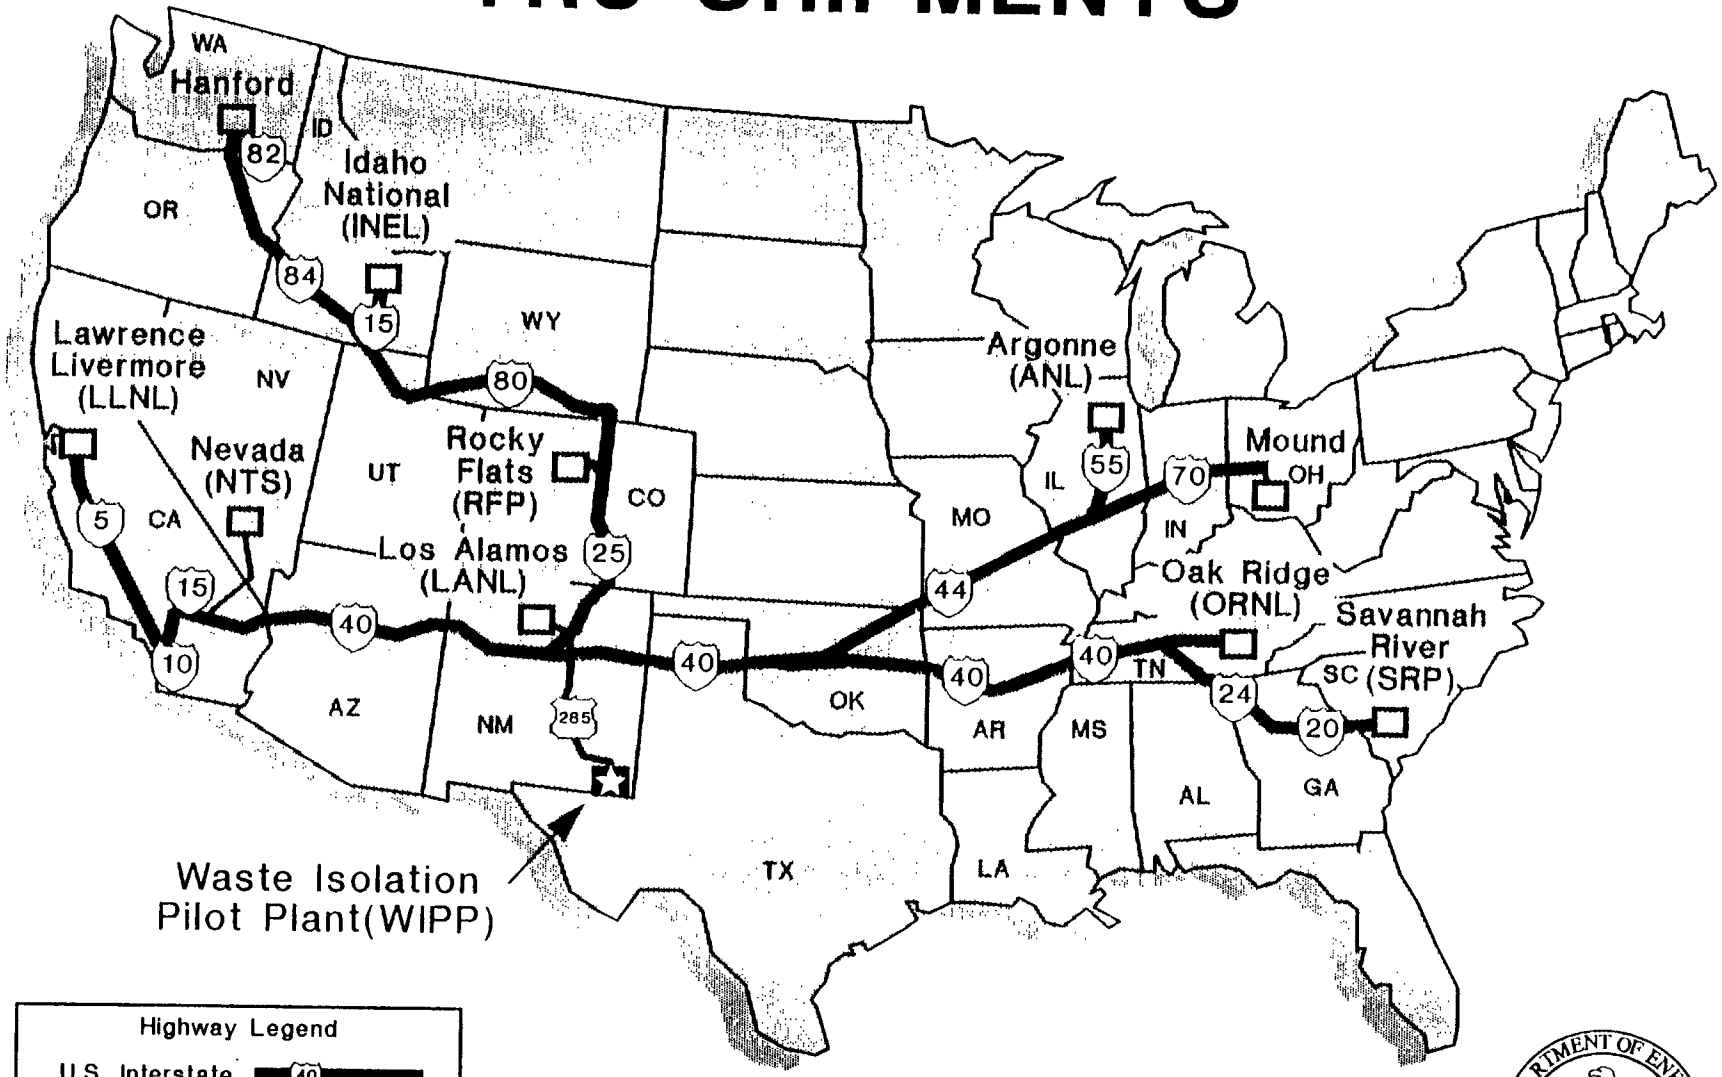 TRU SHIPMENTS
WA
Hanford
82
ID
Idaho
National
(INEL)
OR
84
15
WY
80
Lawrence
Livermore
(LLNL)
NV
Nevada
(NTS)
UT
Rocky
Flats
(RFP)
CO
25
Argonne
(ANL)
55
IL
70
Mound
OH
IN
MO
44
5
CA
15
10
40
Los Alamos
(LANL)
40
Oak Ridge
(ORNL)
40
40
TN
24
Savannah
River
SC (SRP)
20
AZ
NM
285
OK
AR
MS
AL
GA
TX
LA
Waste Isolation
Pilot Plant(WIPP)
Highway Legend
U.S. Interstate 40